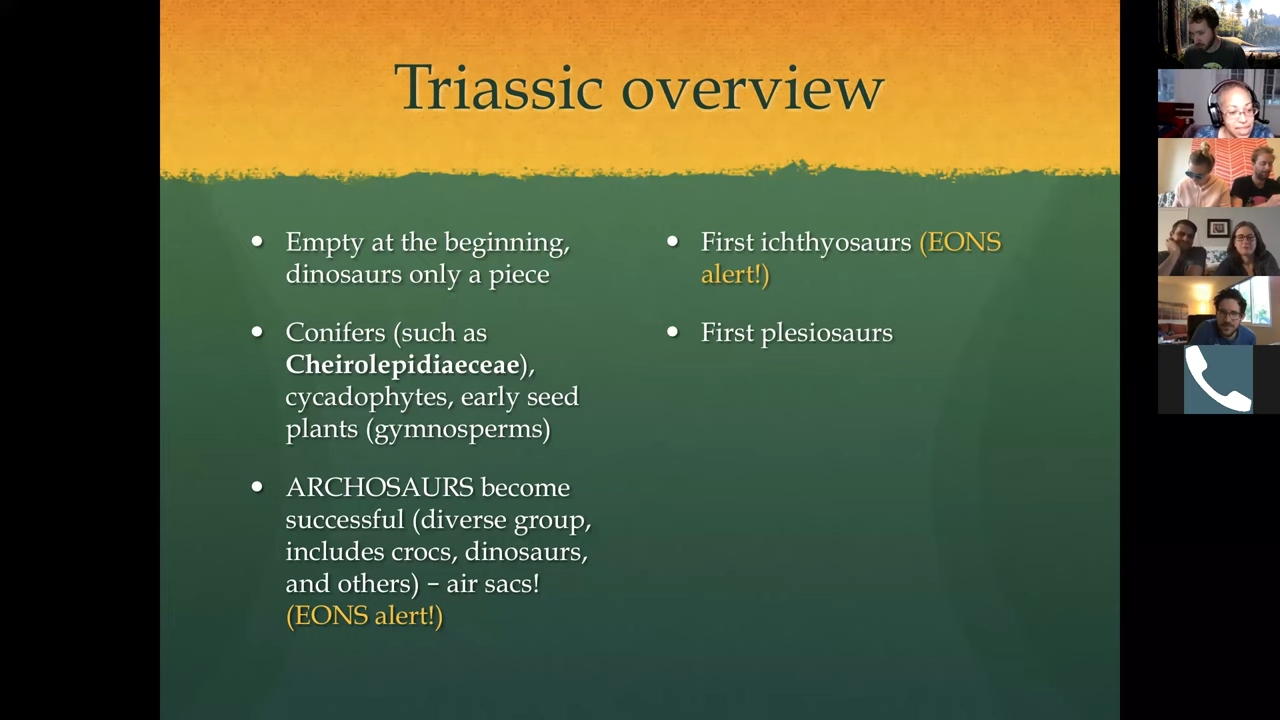 Triassic overview
• Empty at the beginning,
dinosaurs only a piece
• Conifers (such as
Cheirolepidiaeceae),
cycadophytes, early seed
plants (gymnosperms)
• ARCHOSAURS become
successful (diverse group,
includes crocs, dinosaurs,
and others) – air sacs!
(EONS alert!)
• First ichthyosaurs (EONS
alert!)
• First plesiosaurs